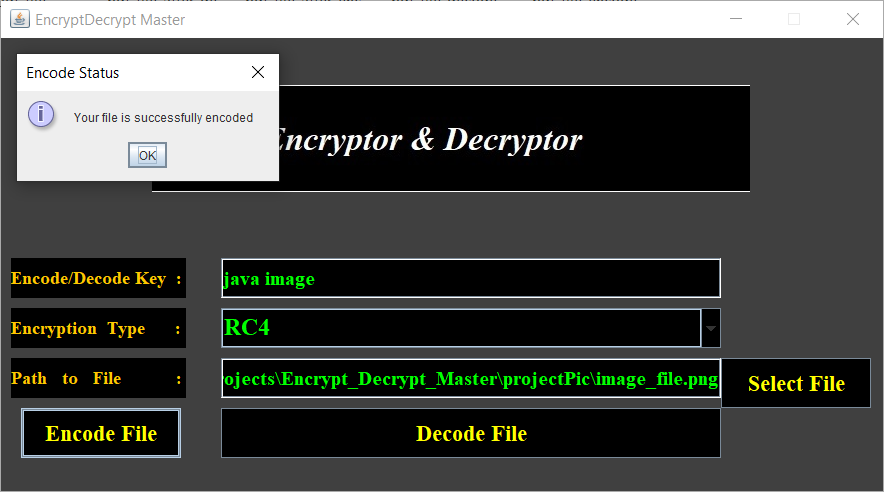 EncryptDecrypt Master
Encode Status
Your file is successfully encoded
OK
Encryptor & Decryptor
Encode/Decode Key :
java image
Encryption Type :
RC4
Path to File :
ojects\Encrypt_Decrypt_Master\projectPic\image_file.png
Select File
Encode File
Decode File